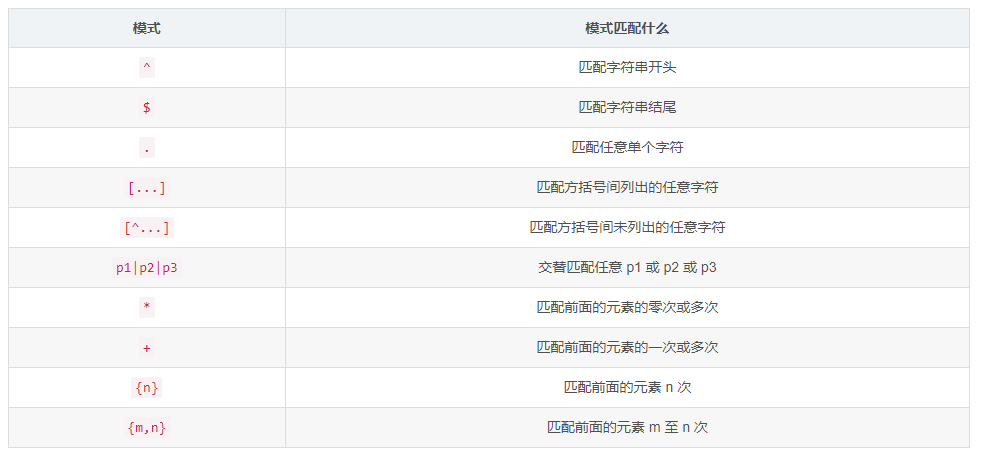 模式 模式匹配什么
^ 匹配字符串开头
$ 匹配字符串结尾
. 匹配任意单个字符
[...] 匹配方括号间列出的任意字符
[^...] 匹配方括号间未列出的任意字符
p1|p2|p3 交替匹配任意 p1 或 p2 或 p3
* 匹配前面的元素的零次或多次
+ 匹配前面的元素的一次或多次
{n} 匹配前面的元素 n 次
{m,n} 匹配前面的元素 m 至 n 次